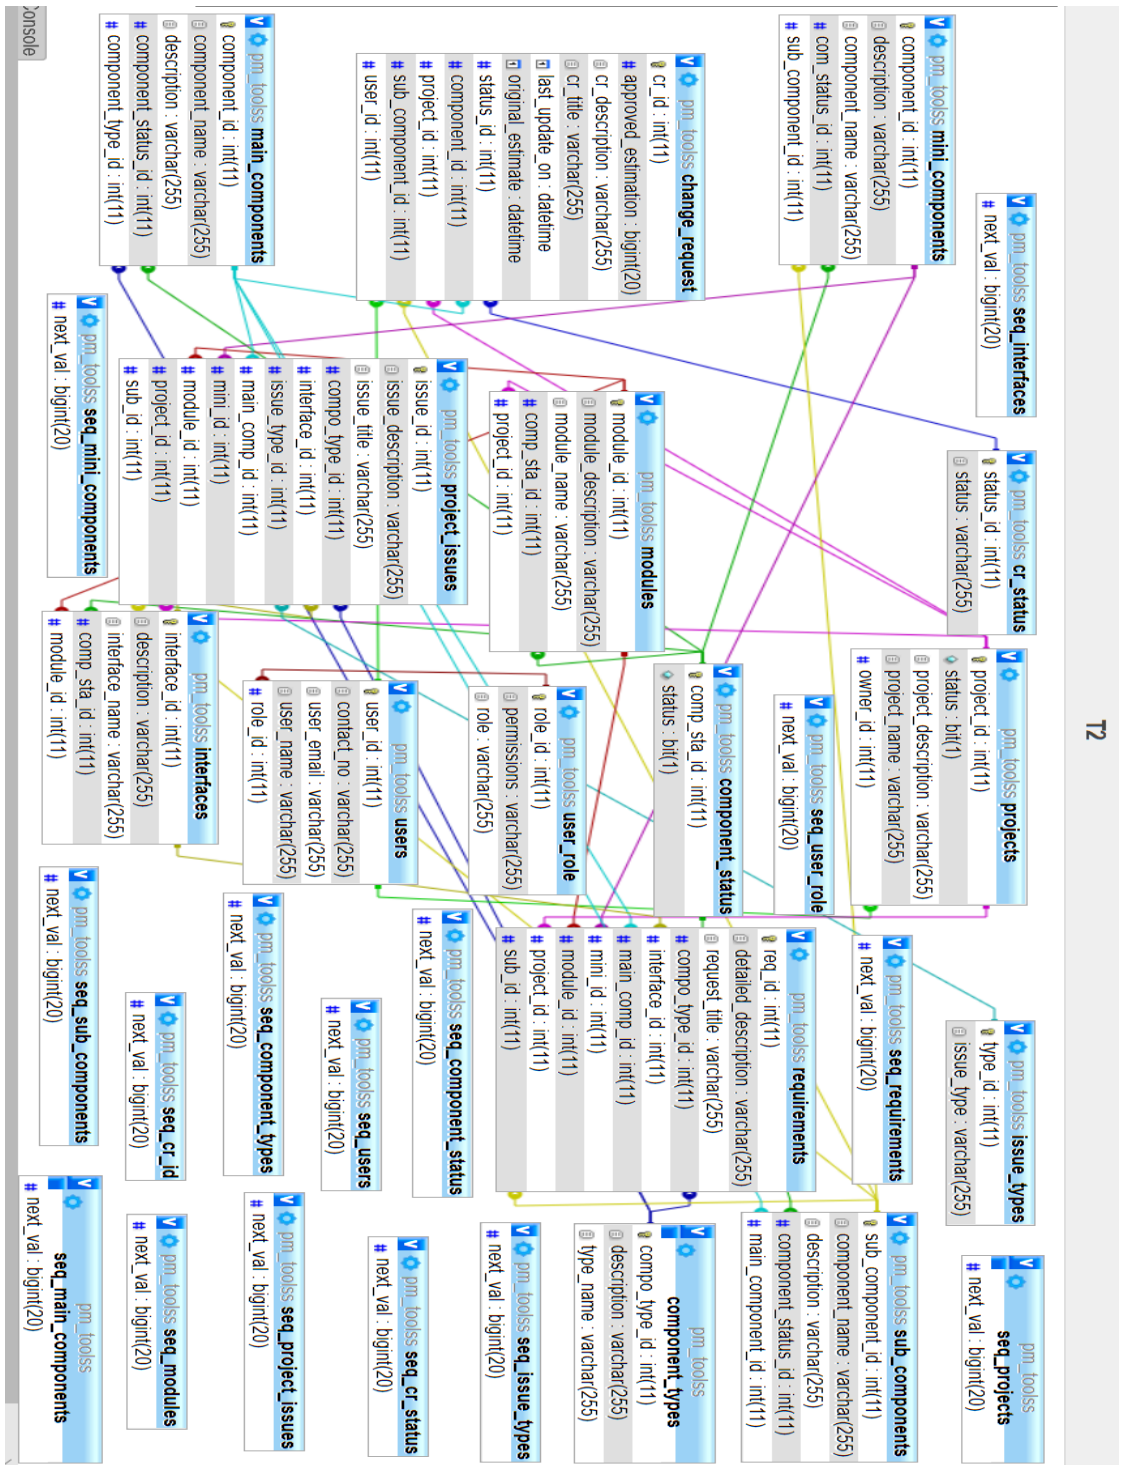 T2
pm_toolss seq_interfaces
next_val : bigint(20)
pm_toolss cr_status
status_id : int(11)
status : varchar(255)
pm_toolss projects
project_id : int(11)
status : bit(1)
project_description : varchar(255)
project_name : varchar(255)
owner_id : int(11)
pm_toolss issue_types
type_id : int(11)
issue_type : varchar(255)
pm_toolss
seq_projects
next_val : bigint(20)
pm_toolss mini_components
component_id : int(11)
description : varchar(255)
component_name : varchar(255)
com_status_id : int(11)
sub_component_id : int(11)
pm_toolss seq_user_role
next_val : bigint(20)
pm_toolss seq_requirements
next_val : bigint(20)
pm_toolss sub_components
sub_component_id : int(11)
component_name : varchar(255)
description : varchar(255)
component_status_id : int(11)
main_component_id : int(11)
pm_toolss change_request
cr_id : int(11)
approved_estimation : bigint(20)
cr_description : varchar(255)
cr_title : varchar(255)
last_update_on : datetime
original_estimate : datetime
status_id : int(11)
component_id : int(11)
project_id : int(11)
sub_component_id : int(11)
user_id : int(11)
pm_toolss modules
module_id : int(11)
module_description : varchar(255)
module_name : varchar(255)
comp_sta_id : int(11)
project_id : int(11)
pm_toolss component_status
comp_sta_id : int(11)
status : bit(1)
pm_toolss requirements
req_id : int(11)
detailed_description : varchar(255)
request_title : varchar(255)
compo_type_id : int(11)
interface_id : int(11)
main_comp_id : int(11)
mini_id : int(11)
module_id : int(11)
project_id : int(11)
sub_id : int(11)
pm_toolss
component_types
compo_type_id : int(11)
description : varchar(255)
type_name : varchar(255)
pm_toolss user_role
role_id : int(11)
permissions : varchar(255)
role : varchar(255)
pm_toolss seq_issue_types
next_val : bigint(20)
pm_toolss project_issues
issue_id : int(11)
issue_description : varchar(255)
issue_title : varchar(255)
compo_type_id : int(11)
interface_id : int(11)
issue_type_id : int(11)
main_comp_id : int(11)
mini_id : int(11)
module_id : int(11)
project_id : int(11)
sub_id : int(11)
pm_toolss users
user_id : int(11)
contact_no : varchar(255)
user_email : varchar(255)
user_name : varchar(255)
role_id : int(11)
pm_toolss seq_component_status
next_val : bigint(20)
pm_toolss seq_cr_status
next_val : bigint(20)
pm_toolss seq_users
next_val : bigint(20)
pm_toolss main_components
component_id : int(11)
component_name : varchar(255)
description : varchar(255)
component_status_id : int(11)
component_type_id : int(11)
pm_toolss interfaces
interface_id : int(11)
description : varchar(255)
interface_name : varchar(255)
comp_sta_id : int(11)
module_id : int(11)
pm_toolss seq_component_types
next_val : bigint(20)
pm_toolss seq_project_issues
next_val : bigint(20)
pm_toolss seq_cr_id
next_val : bigint(20)
pm_toolss seq_modules
next_val : bigint(20)
pm_toolss seq_mini_components
next_val : bigint(20)
pm_toolss seq_sub_components
next_val : bigint(20)
pm_toolss
seq_main_components
next_val : bigint(20)
Console